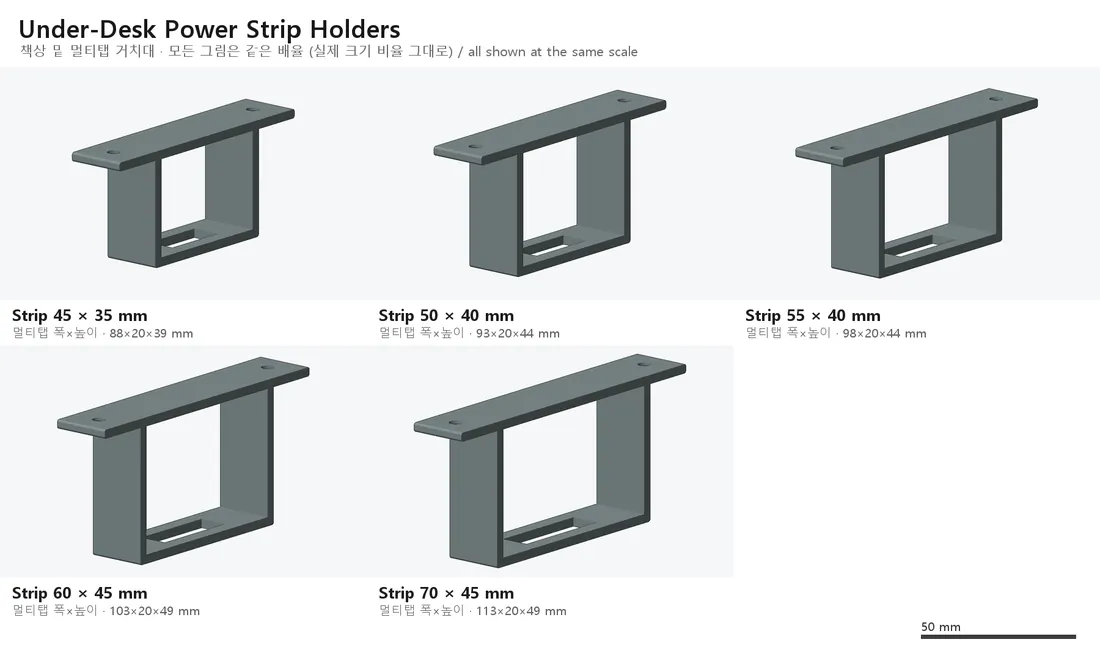 Under-Desk Power Strip Holders
책상 밑 멀티탭 거치대 · 모든 그림은 같은 배율 (실제 크기 비율 그대로) / all shown at the same scale
Strip 45 × 35 mm
멀티탭 폭×높이 · 88×20×39 mm
Strip 50 × 40 mm
멀티탭 폭×높이 · 93×20×44 mm
Strip 55 × 40 mm
멀티탭 폭×높이 · 98×20×44 mm
Strip 60 × 45 mm
멀티탭 폭×높이 · 103×20×49 mm
Strip 70 × 45 mm
멀티탭 폭×높이 · 113×20×49 mm
50 mm